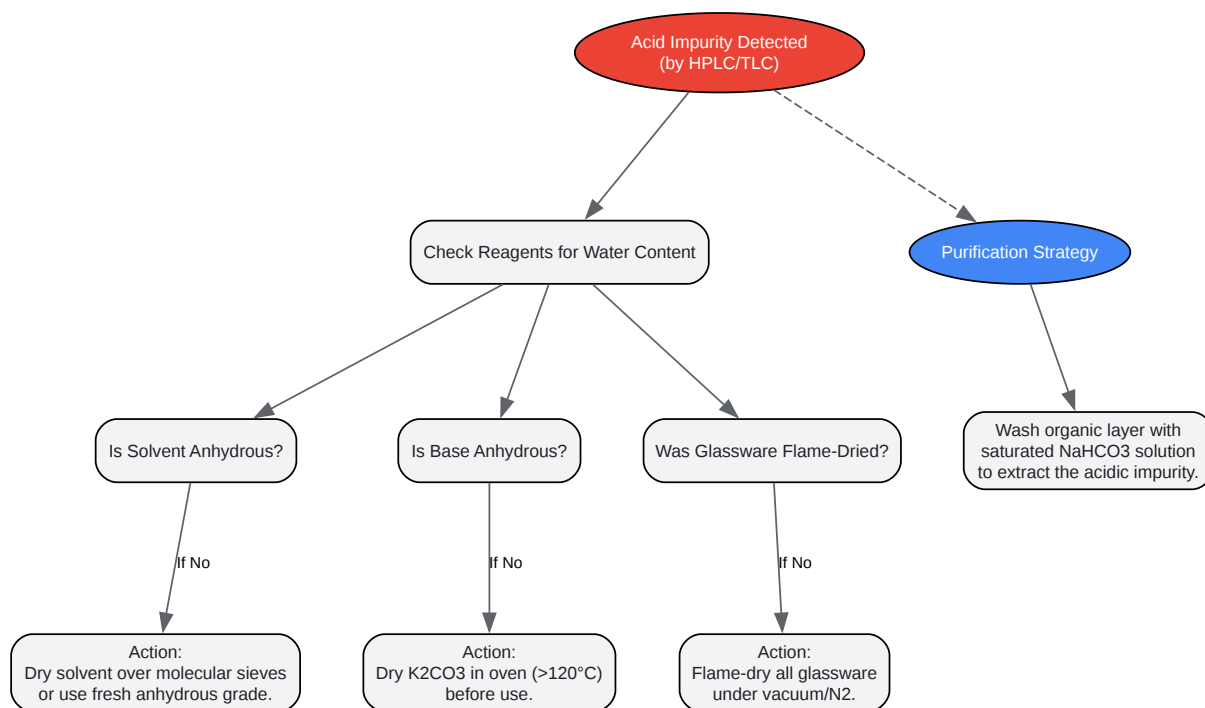 Acid Impurity Detected
(by HPLC/TLC)
Check Reagents for Water Content
Purification Strategy
Is Solvent Anhydrous?
Is Base Anhydrous?
Was Glassware Flame-Dried?
Wash organic layer with
saturated NaHCO3 solution
to extract the acidic impurity.
If No
If No
If No
Action:
Dry solvent over molecular sieves
or use fresh anhydrous grade.
Action:
Dry K2CO3 in oven (>120°C)
before use.
Action:
Flame-dry all glassware
under vacuum/N2.